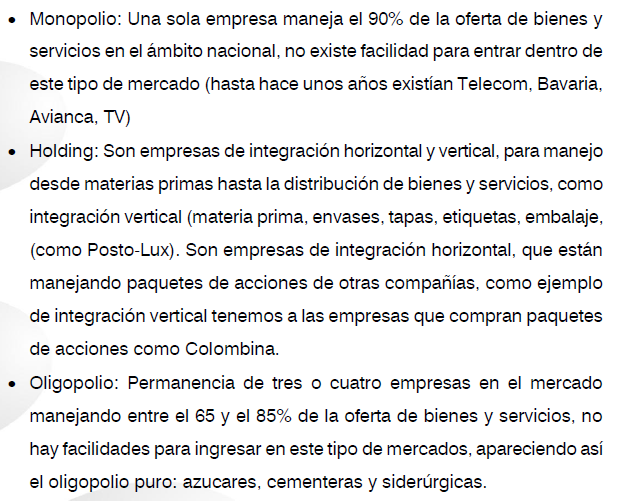 • Monopolio: Una sola empresa maneja el 90% de la oferta de bienes y
servicios en el ámbito nacional, no existe facilidad para entrar dentro de
este tipo de mercado (hasta hace unos años existían Telecom, Bavaria,
Avianca, TV)
• Holding: Son empresas de integración horizontal y vertical, para manejo
desde materias primas hasta la distribución de bienes y servicios, como
integración vertical (materia prima, envases, tapas, etiquetas, embalaje,
(como Posto-Lux). Son empresas de integración horizontal, que están
manejando paquetes de acciones de otras compañías, como ejemplo
de integración vertical tenemos a las empresas que compran paquetes
de acciones como Colombina.
• Oligopolio: Permanencia de tres o cuatro empresas en el mercado
manejando entre el 65 y el 85% de la oferta de bienes y servicios, no
hay facilidades para ingresar en este tipo de mercados, apareciendo así
el oligopolio puro: azucares, cementeras y siderúrgicas.